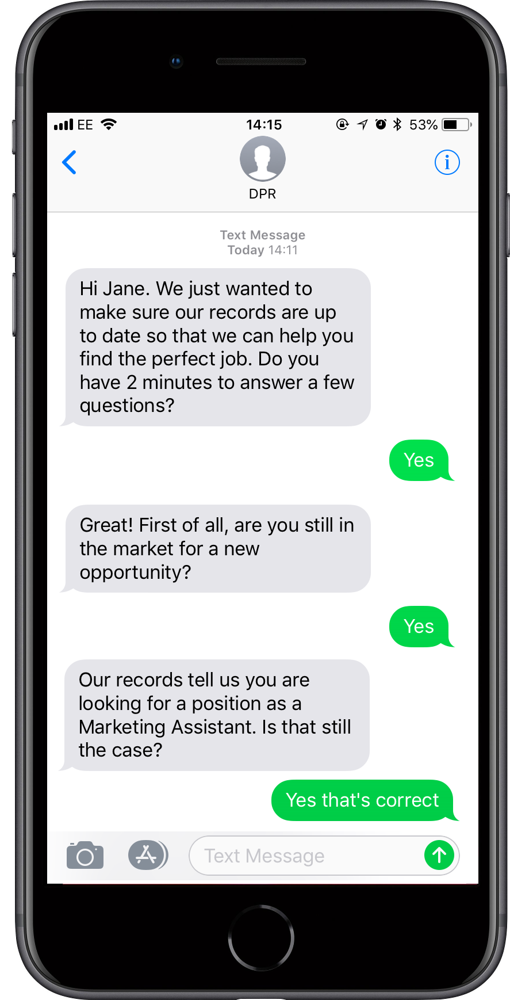 EE 14:15 53%
DPR
Text Message
Today 14:11
Hi Jane. We just wanted to
make sure our records are up
to date so that we can help you
find the perfect job. Do you
have 2 minutes to answer a few
questions?
Yes
Great! First of all, are you still in
the market for a new
opportunity?
Yes
Our records tell us you are
looking for a position as a
Marketing Assistant. Is that still
the case?
Yes that's correct
Text Message